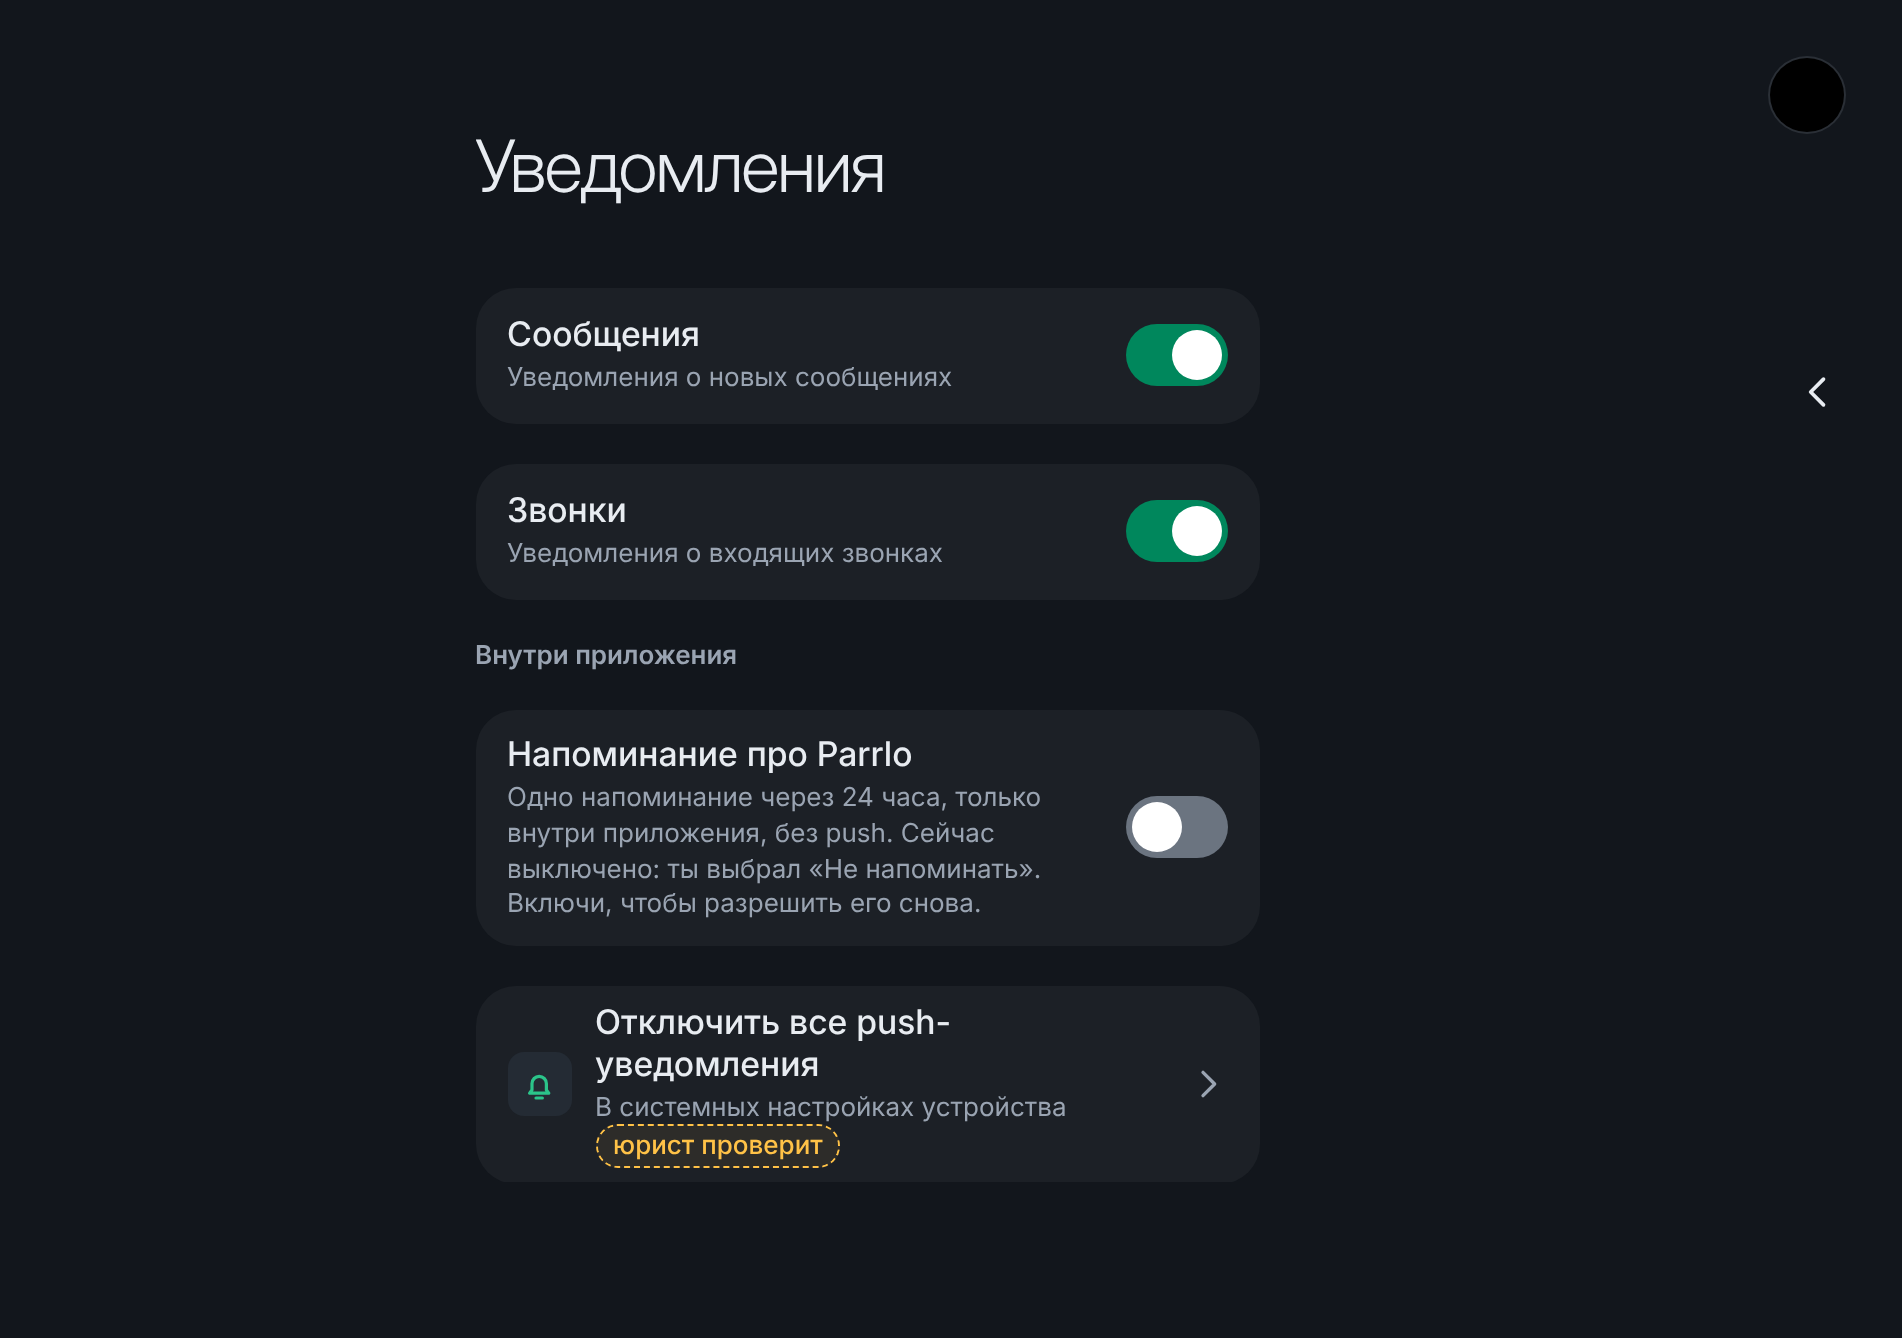 Уведомления
Сообщения
Уведомления о новых сообщениях
Звонки
Уведомления о входящих звонках
Внутри приложения
Напоминание про Parrlo
Одно напоминание через 24 часа, только
внутри приложения, без push. Сейчас
выключено: ты выбрал «Не напоминать».
Включи, чтобы разрешить его снова.
Отключить все push-
уведомления
В системных настройках устройства
юрист проверит